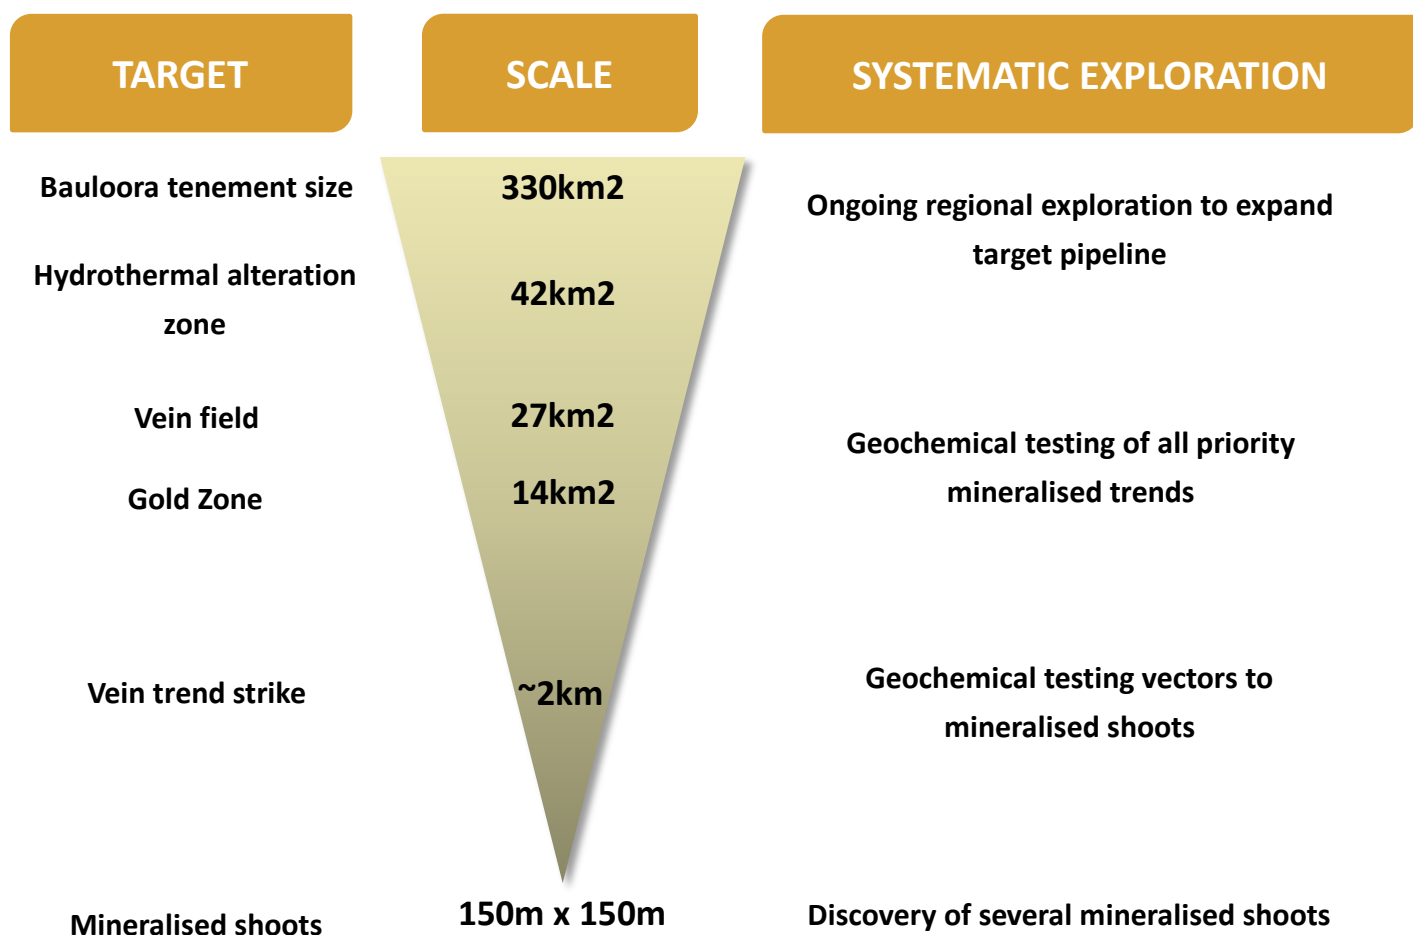 TARGET
SCALE
SYSTEMATIC EXPLORATION
Bauloora tenement size
330km2
Ongoing regional exploration to expand
target pipeline
Hydrothermal alteration
zone
42km2
Vein field
27km2
Geochemical testing of all priority
mineralised trends
Gold Zone
14km2
Vein trend strike
~2km
Geochemical testing vectors to
mineralised shoots
Mineralised shoots
150m x 150m
Discovery of several mineralised shoots